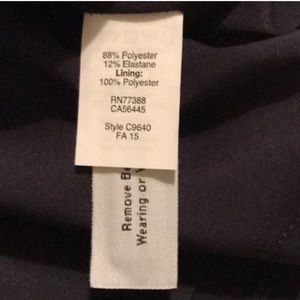 88% Polyester
12% Elastane
Lining:
100% Polyester
RN77388
CA56445
Style C9640
FA 15
Remove
Wearing or